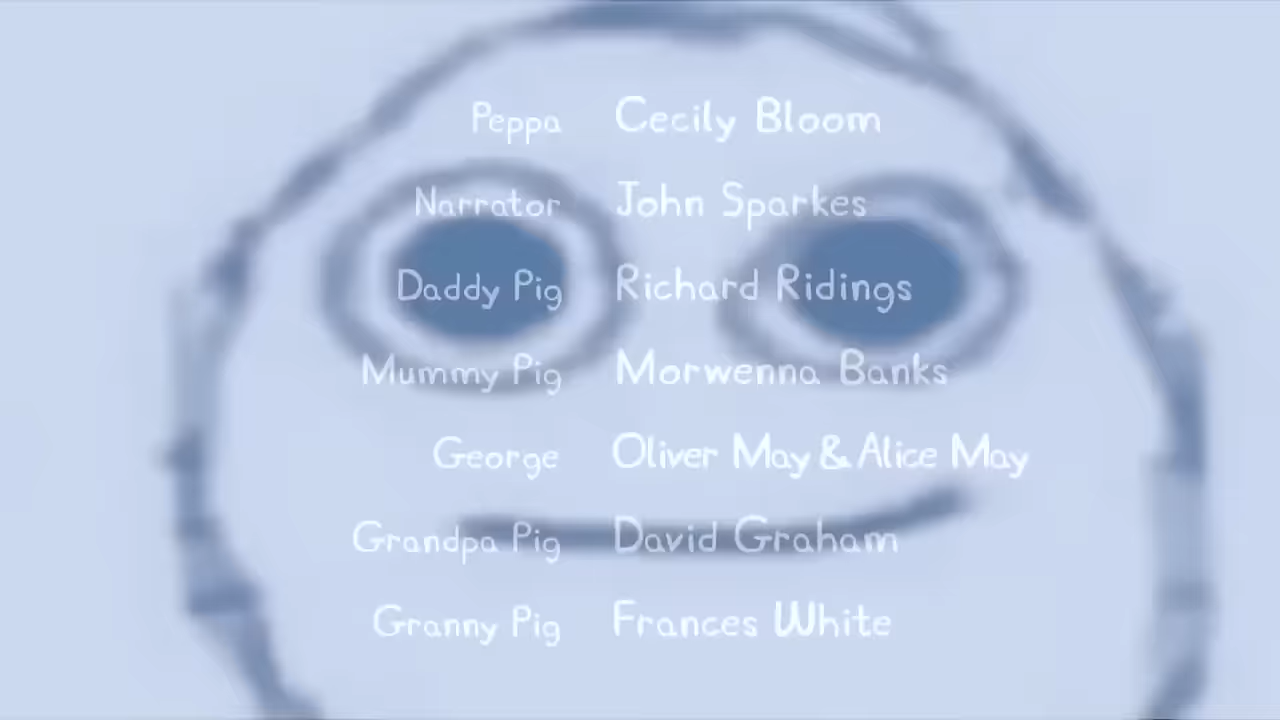 Peppa Cecily Bloom
Narrator John Sparkes
Daddy Pig Richard Ridings
Mummy Pig Morwenna Banks
George Oliver May & Alice May
Grandpa Pig David Graham
Granny Pig Frances White